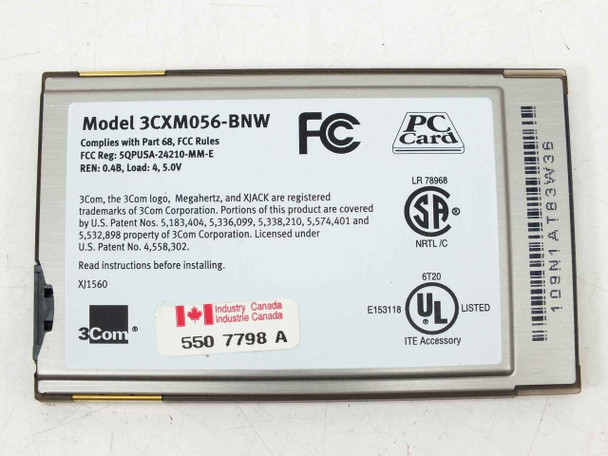 Model 3CXM056-BNW
Complies with Part 68, FCC Rules
FCC Reg: 5QPUSA-24210-MM-E
REN: 0.4B, Load: 4, 5.0V
FC
PC
Card
3Com, the 3Com logo, Megahertz, and XJACK are registered
trademarks of 3Com Corporation. Portions of this product are covered
by U.S. Patent Nos. 5,183,404, 5,336,099, 5,338,210, 5,574,401 and
5,532,898 property of 3Com Corporation. Licensed under
U.S. Patent No. 4,558,302.
Read instructions before installing.
XJ1560
3Com®
Industry Canada
Industrie Canada
550 7798 A
LR 78968
SA ®
NRTL /C
6T20
E153118 UL ® LISTED
ITE Accessory
109N1AT83W36